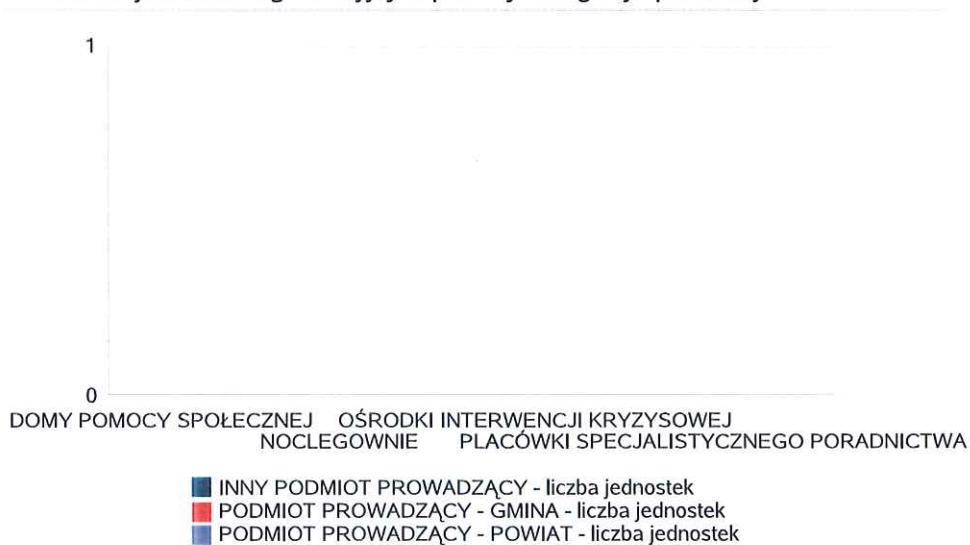 1
0
DOMY POMOCY SPOŁECZNEJ OŚRODKI INTERWENCJI KRYZYSOWEJ
NOCLEGOWNIE PLACÓWKI SPECJALISTYCZNEGO PORADNICTWA
INNY PODMIOT PROWADZĄCY - liczba jednostek
PODMIOT PROWADZĄCY - GMINA - liczba jednostek
PODMIOT PROWADZĄCY - POWIAT - liczba jednostek